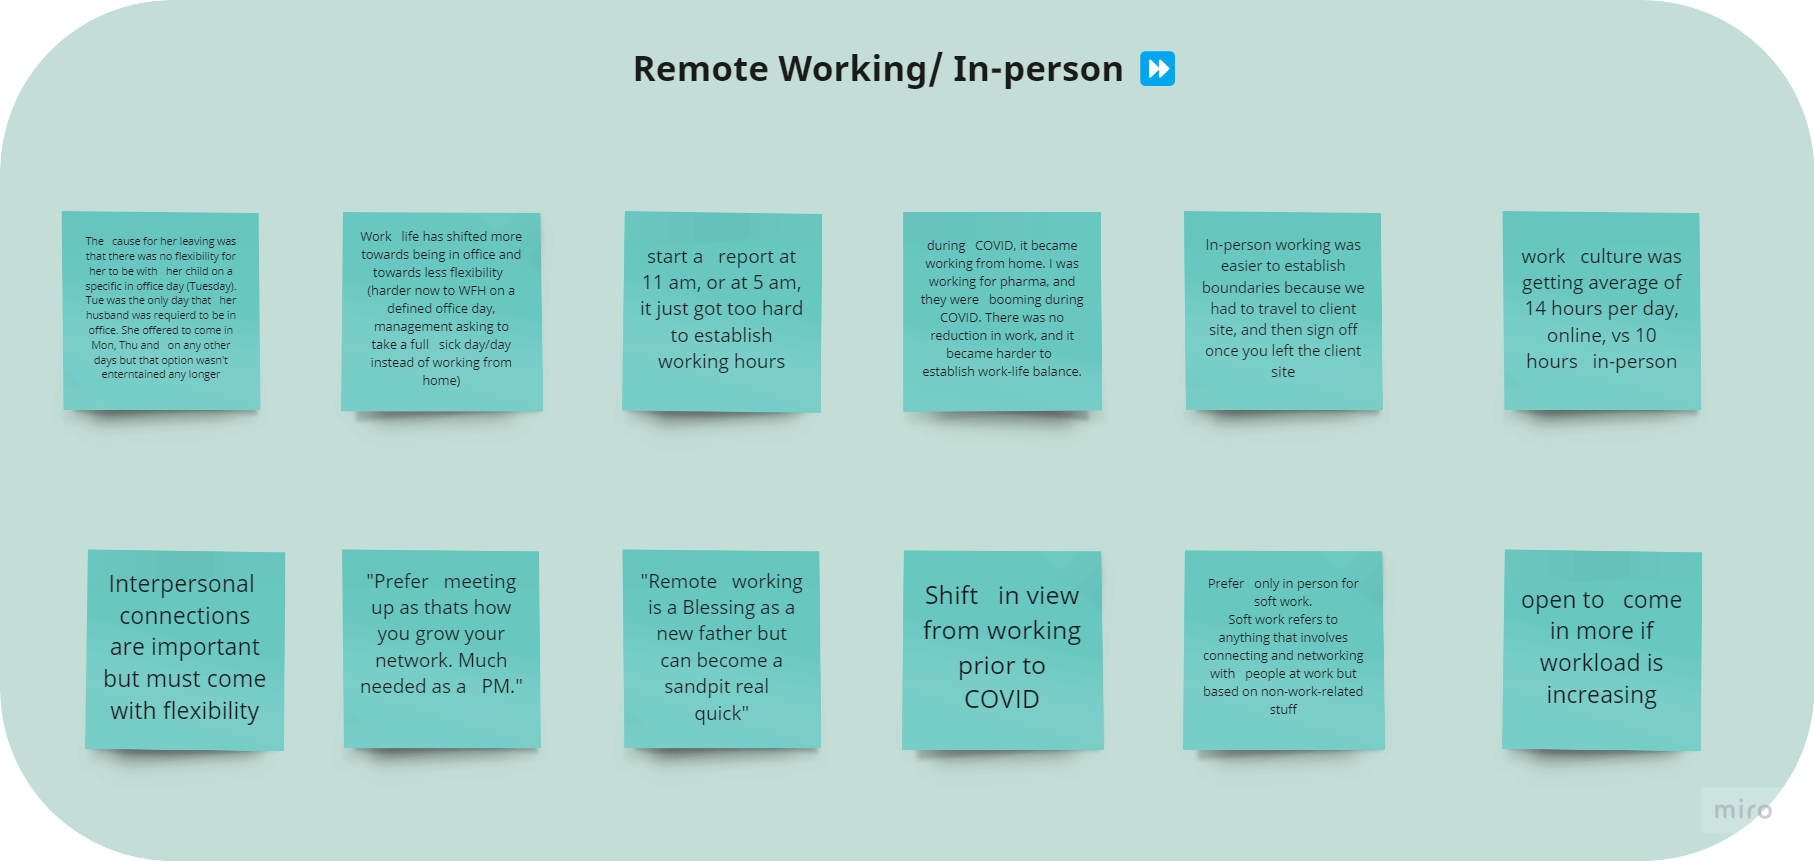 Remote Working/ In-person ⏩
The cause for her leaving was
that there was no flexibility for
her to be with her child on a
specific in office day (Tuesday).
Tue was the only day that her
husband was requierd to be in
office. She offered to come in
Mon, Thu and on any other
days but that option wasn't
enterntained any longer
Work life has shifted more
towards being in office and
towards less flexibility
(harder now to WFH on a
defined office day,
management asking to
take a full sick day/day
instead of working from
home)
start a report at
11 am, or at 5 am,
it just got too hard
to establish
working hours
during COVID, it became
working from home. I was
working for pharma, and
they were booming during
COVID. There was no
reduction in work, and it
became harder to
establish work-life balance.
In-person working was
easier to establish
boundaries because we
had to travel to client
site, and then sign off
once you left the client
site
work culture was
getting average of
14 hours per day,
online, vs 10
hours in-person
Interpersonal
connections
are important
but must come
with flexibility
"Prefer meeting
up as thats how
you grow your
network. Much
needed as a PM."
"Remote working
is a Blessing as a
new father but
can become a
sandpit real
quick"
Shift in view
from working
prior to
COVID
Prefer only in person for
soft work.
Soft work refers to
anything that involves
connecting and networking
with people at work but
based on non-work-related
stuff
open to come
in more if
workload is
increasing
miro